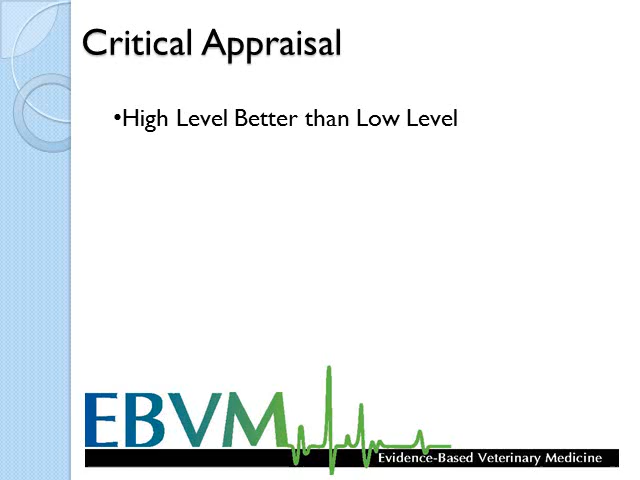 Critical Appraisal
•High Level Better than Low Level
EBVM
Evidence-Based Veterinary Medicine